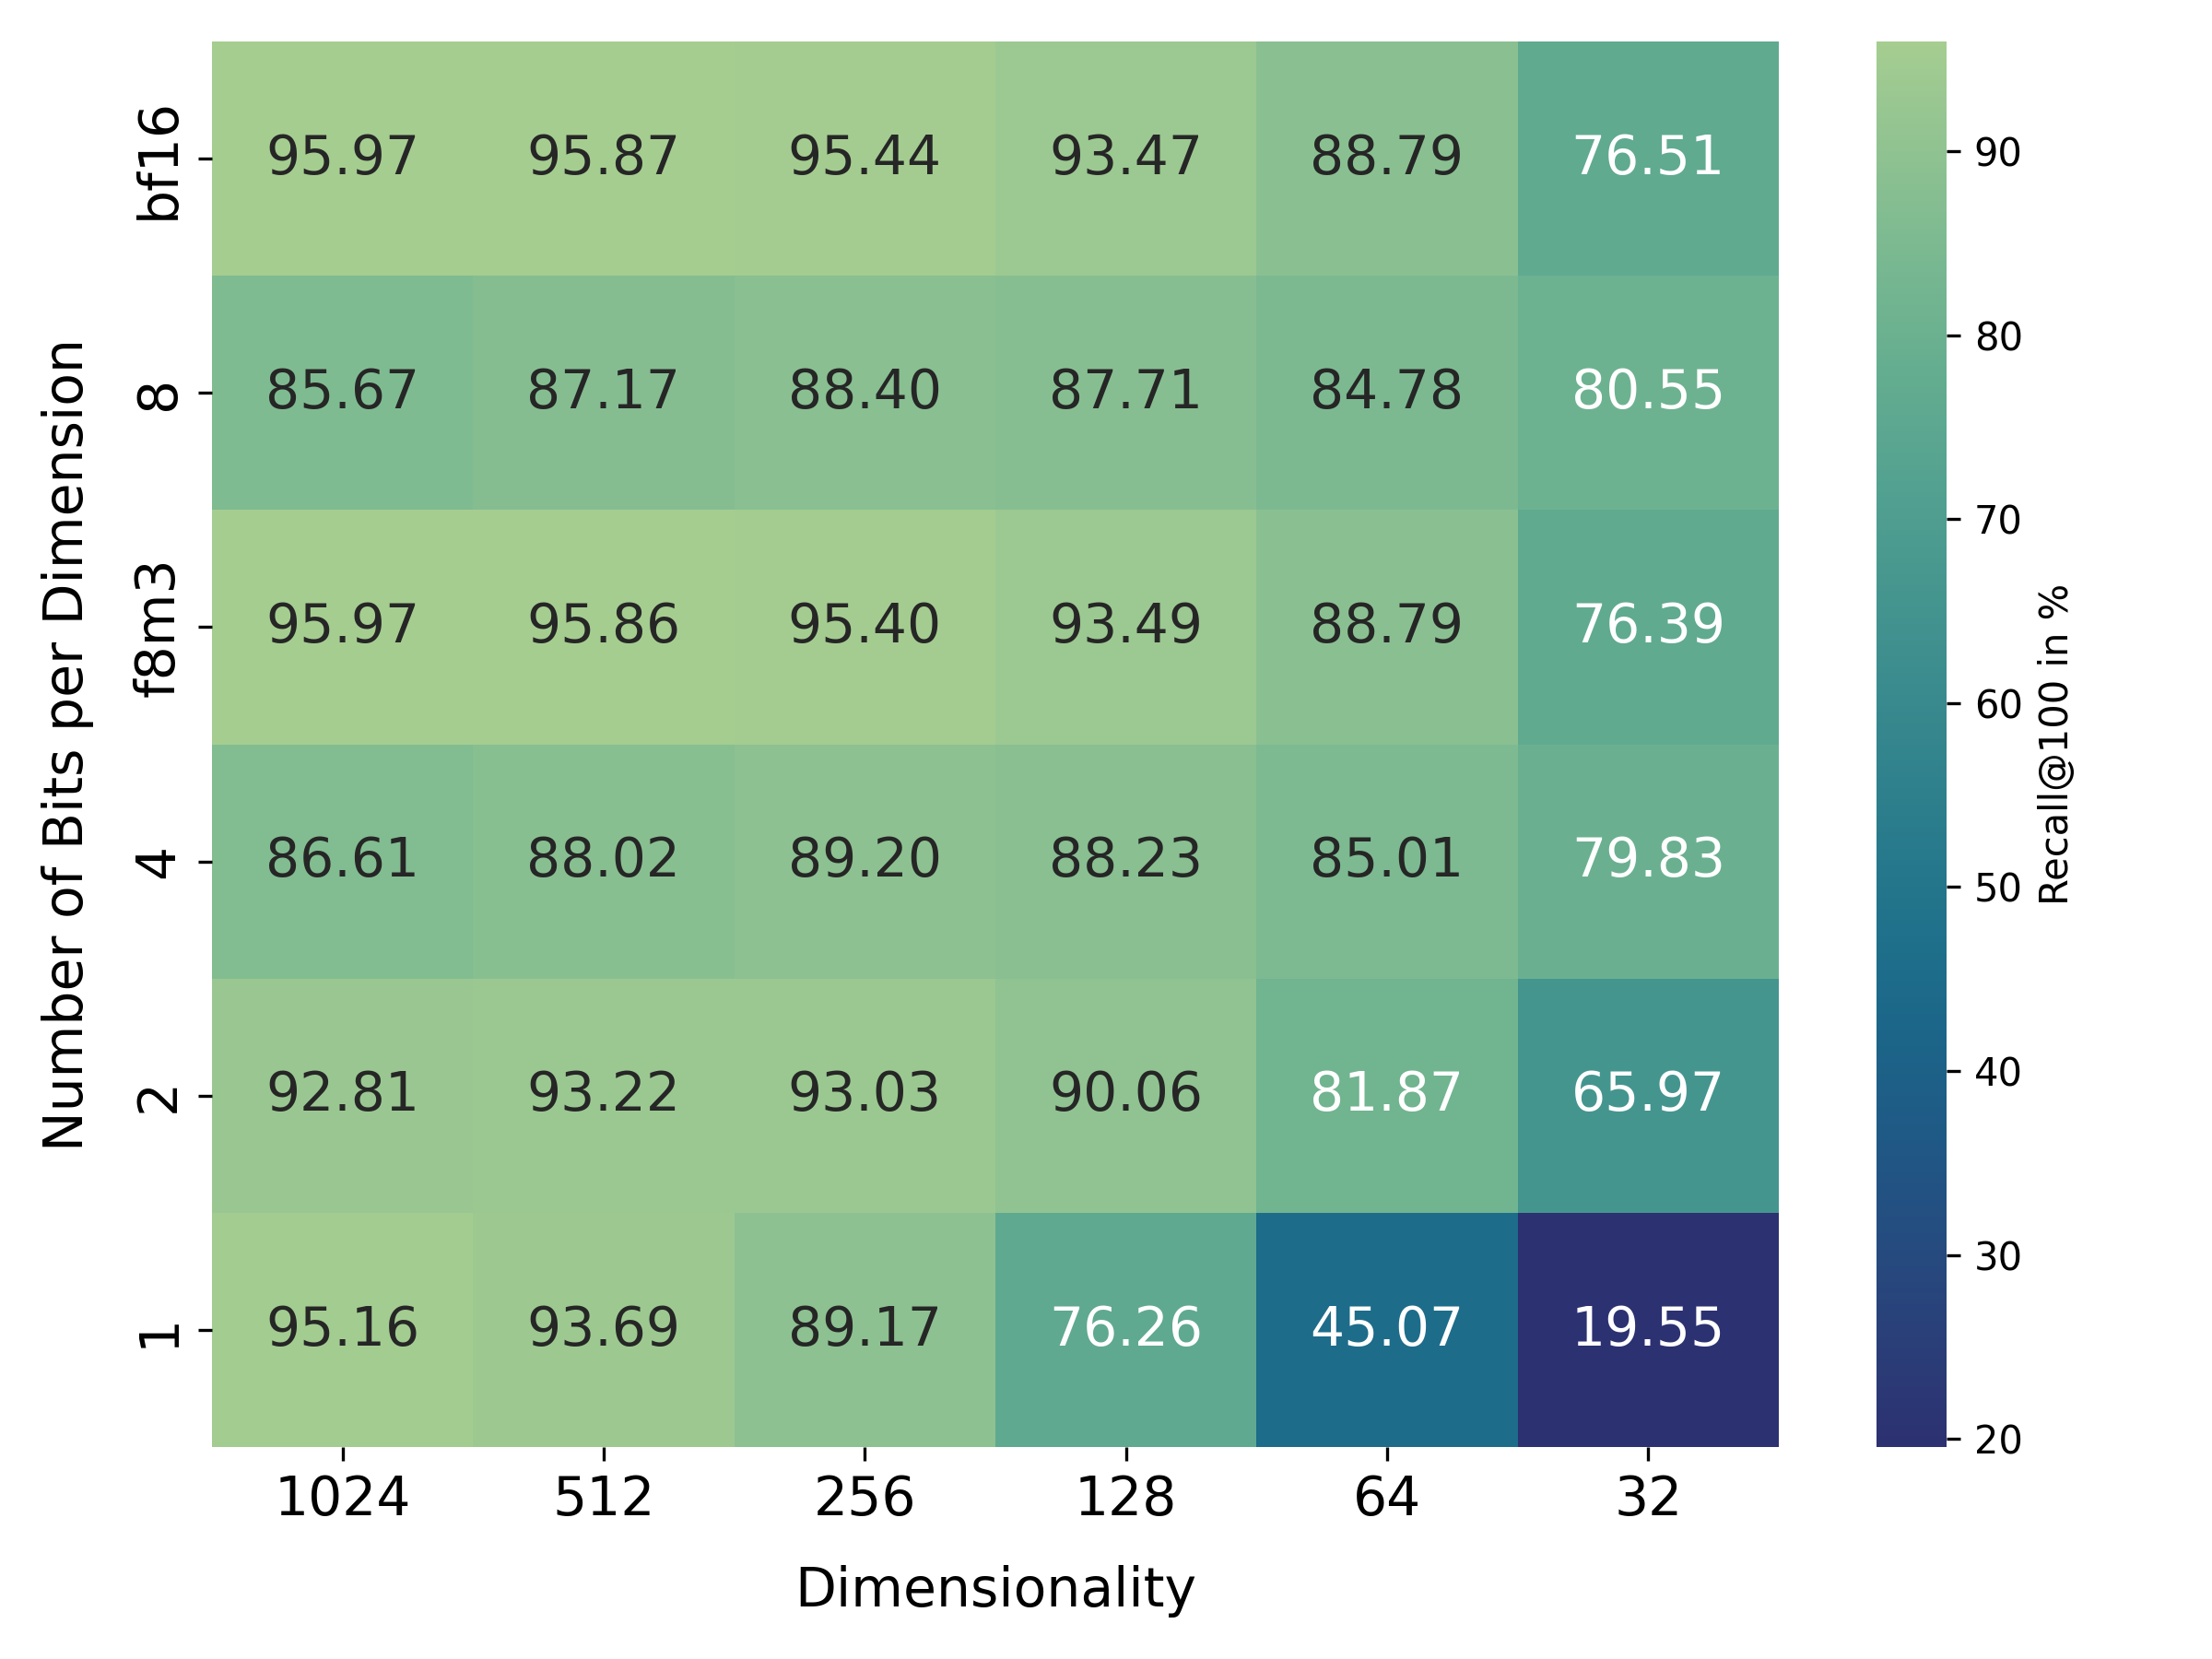 Number of Bits per Dimension
bf16 95.97 95.87 95.44 93.47 88.79 76.51
8 85.67 87.17 88.40 87.71 84.78 80.55
f8m3 95.97 95.86 95.40 93.49 88.79 76.39
4 86.61 88.02 89.20 88.23 85.01 79.83
2 92.81 93.22 93.03 90.06 81.87 65.97
1 95.16 93.69 89.17 76.26 45.07 19.55
1024 512 256 128 64 32
Dimensionality
90
80
70
60
50
40
30
20
Recall@100 in %